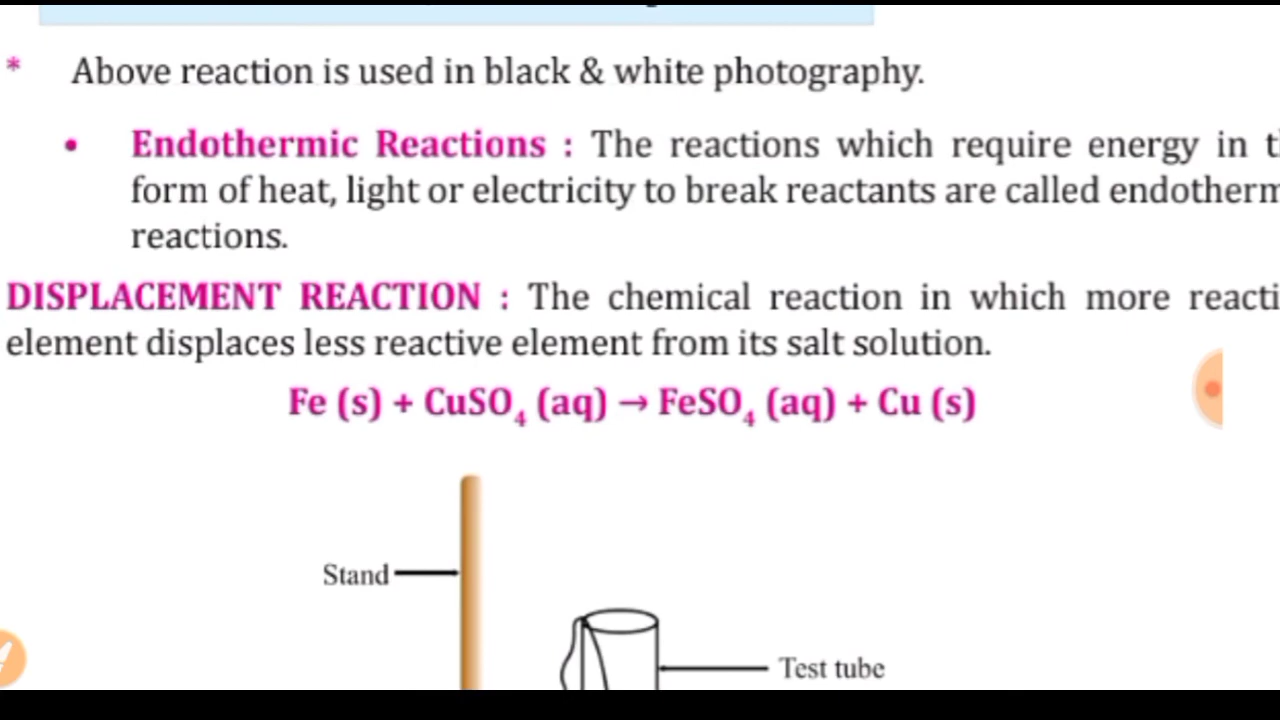 * Above reaction is used in black & white photography.
• Endothermic Reactions : The reactions which require energy in
form of heat, light or electricity to break reactants are called
reactions.
DISPLACEMENT REACTION : The chemical reaction in which more
element displaces less reactive element from its salt solution.
Fe (s) + CuSO₄ (aq) → FeSO₄ (aq) + Cu (s)
Stand
Test tube